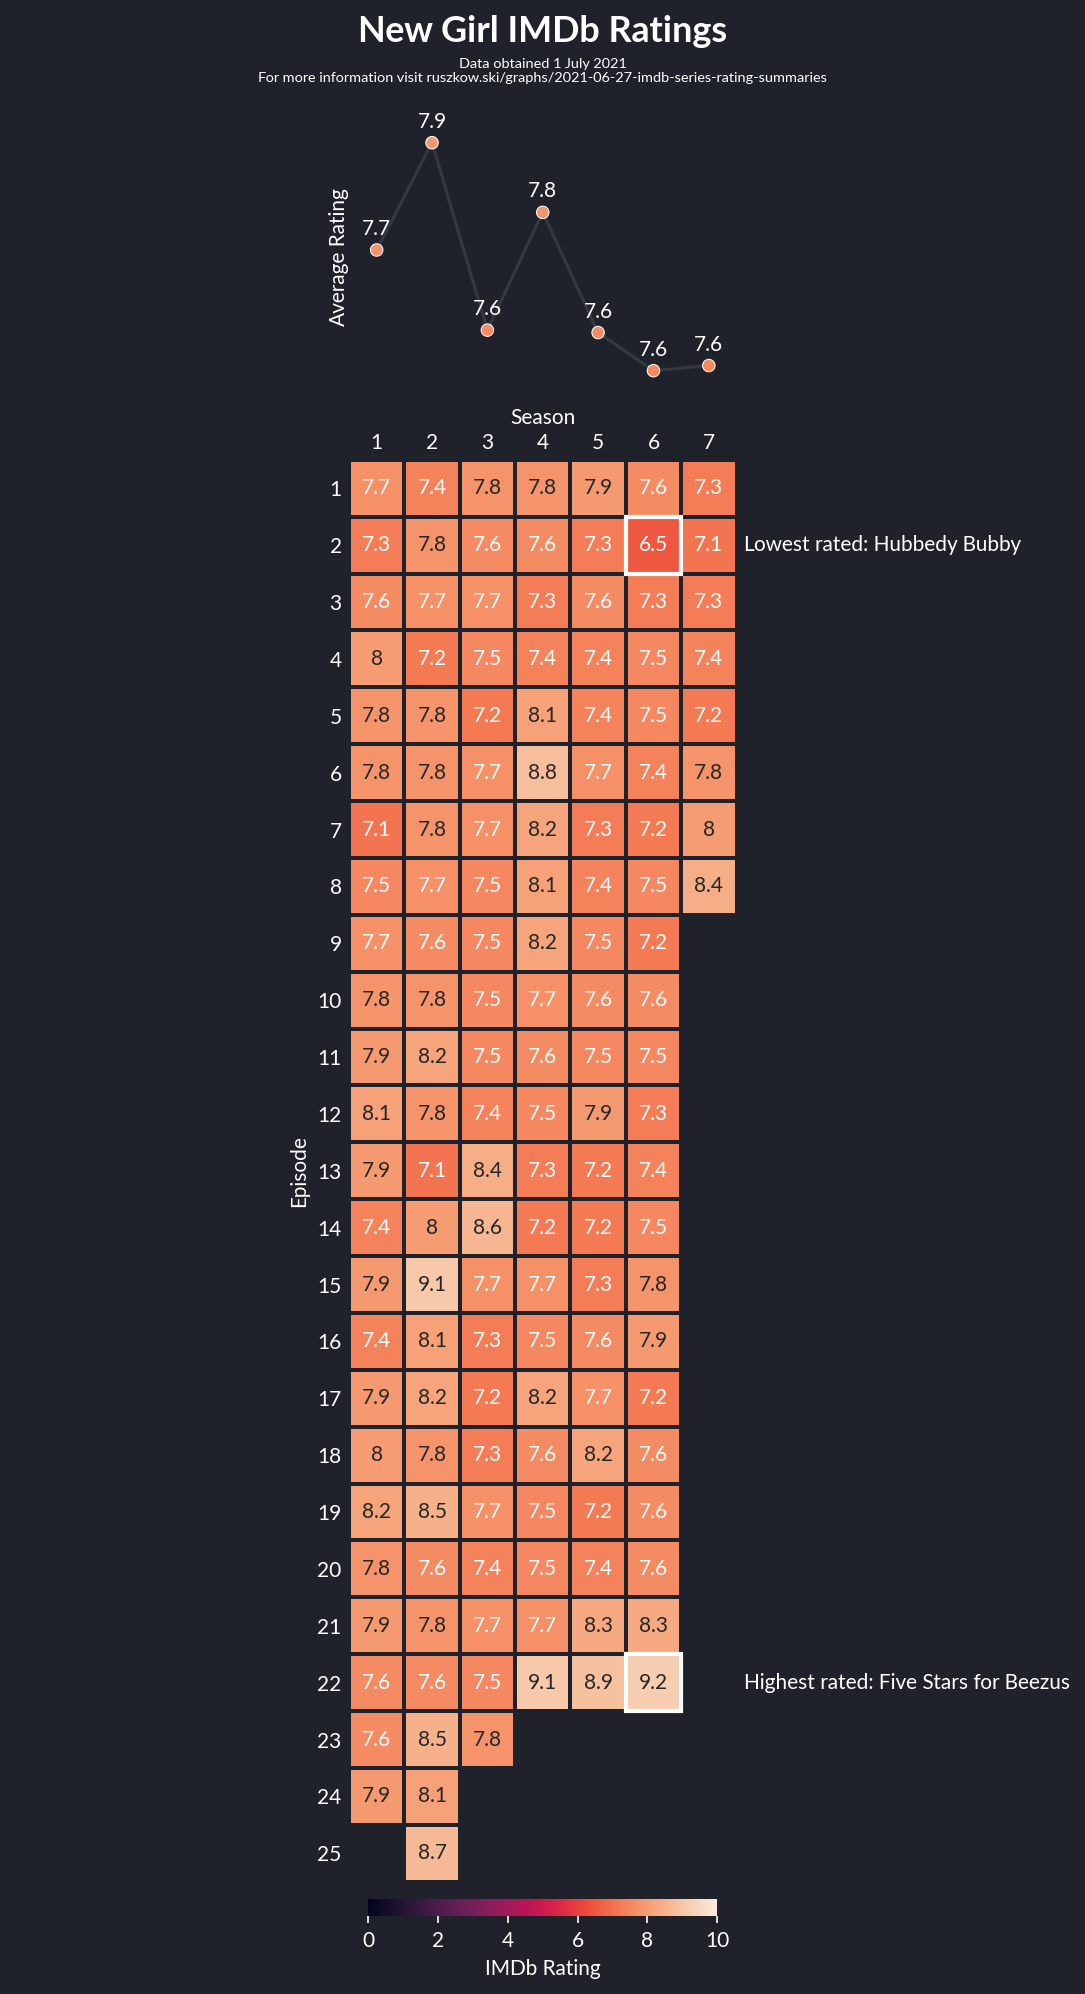 New Girl IMDb Ratings
Data obtained 1 July 2021
For more information visit ruszkow.ski/graphs/2021-06-27-imdb-series-rating-summaries
Average Rating
7.7 7.9 7.6 7.8 7.6 7.6 7.6
Season
1 2 3 4 5 6 7
Episode
1 7.7 7.4 7.8 7.8 7.9 7.6 7.3
2 7.3 7.8 7.6 7.6 7.3 6.5 7.1 Lowest rated: Hubbedy Bubby
3 7.6 7.7 7.7 7.3 7.6 7.3 7.3
4 8 7.2 7.5 7.4 7.4 7.5 7.4
5 7.8 7.8 7.2 8.1 7.4 7.5 7.2
6 7.8 7.8 7.7 8.8 7.7 7.4 7.8
7 7.1 7.8 7.7 8.2 7.3 7.2 8
8 7.5 7.7 7.5 8.1 7.4 7.5 8.4
9 7.7 7.6 7.5 8.2 7.5 7.2
10 7.8 7.8 7.5 7.7 7.6 7.6
11 7.9 8.2 7.5 7.6 7.5 7.5
12 8.1 7.8 7.4 7.5 7.9 7.3
13 7.9 7.1 8.4 7.3 7.2 7.4
14 7.4 8 8.6 7.2 7.2 7.5
15 7.9 9.1 7.7 7.7 7.3 7.8
16 7.4 8.1 7.3 7.5 7.6 7.9
17 7.9 8.2 7.2 8.2 7.7 7.2
18 8 7.8 7.3 7.6 8.2 7.6
19 8.2 8.5 7.7 7.5 7.2 7.6
20 7.8 7.6 7.4 7.5 7.4 7.6
21 7.9 7.8 7.7 7.7 8.3 8.3
22 7.6 7.6 7.5 9.1 8.9 9.2 Highest rated: Five Stars for Beezus
23 7.6 8.5 7.8
24 7.9 8.1
25 8.7
0 2 4 6 8 10
IMDb Rating